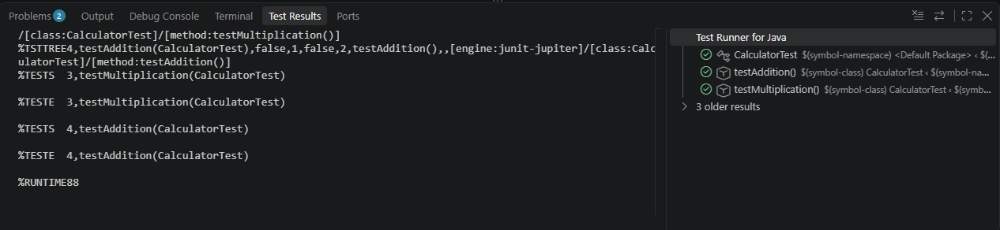 Problems 2 Output Debug Console Terminal Test Results Ports
/[class:CalculatorTest]/[method:testMultiplication()]
%TSTTREE4,testAddition(CalculatorTest),false,1,false,2,testAddition(),,[engine:junit-jupiter]/[class:Calc
ulatorTest]/[method:testAddition()]
%TESTS  3,testMultiplication(CalculatorTest)
%TESTE  3,testMultiplication(CalculatorTest)
%TESTS  4,testAddition(CalculatorTest)
%TESTE  4,testAddition(CalculatorTest)
%RUNTIME88
Test Runner for Java
CalculatorTest $(symbol-namespace) <Default Package> ‹ $(...
testAddition() $(symbol-class) CalculatorTest ‹ $(symbol-na...
testMultiplication() $(symbol-class) CalculatorTest ‹ $(symb...
3 older results